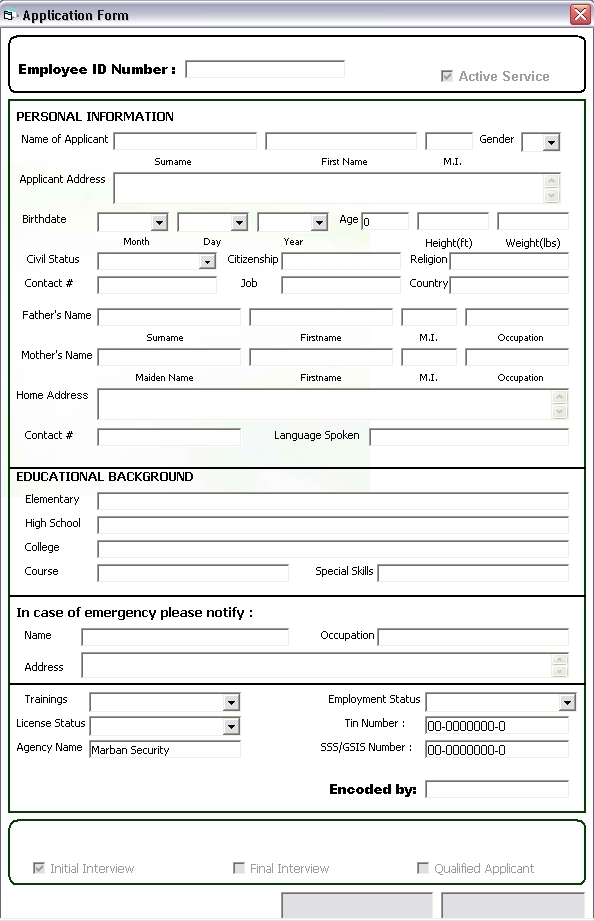 Application Form
Employee ID Number :
Active Service
PERSONAL INFORMATION
Name of Applicant Gender
Surname First Name M.I.
Applicant Address
Birthdate Age 0
Month Day Year Height(ft) Weight(lbs)
Civil Status Citizenship Religion
Contact # Job Country
Father's Name
Surname Firstname M.I. Occupation
Mother's Name
Maiden Name Firstname M.I. Occupation
Home Address
Contact # Language Spoken
EDUCATIONAL BACKGROUND
Elementary
High School
College
Course Special Skills
In case of emergency please notify :
Name Occupation
Address
Trainings Employment Status
License Status Tin Number : 00-0000000-0
Agency Name Marban Security SSS/GSIS Number : 00-0000000-0
Encoded by:
Initial Interview Final Interview Qualified Applicant